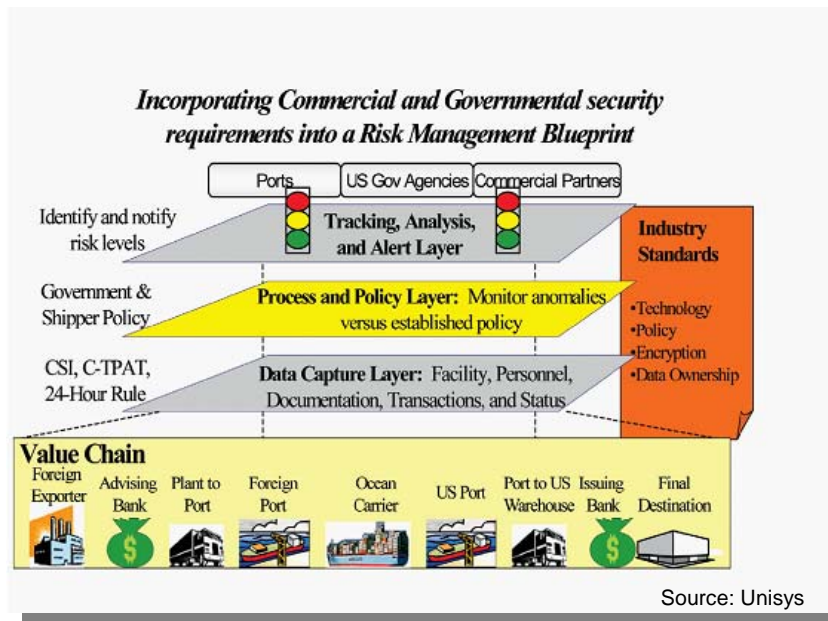 Incorporating Commercial and Governmental security
requirements into a Risk Management Blueprint
Ports
US Gov Agencies
Commercial Partners
Identify and notify
risk levels
Tracking, Analysis,
and Alert Layer
Industry
Standards
•Technology
•Policy
•Encryption
•Data Ownership
Government &
Shipper Policy
Process and Policy Layer: Monitor anomalies
versus established policy
CSI, C-TPAT,
24-Hour Rule
Data Capture Layer: Facility, Personnel,
Documentation, Transactions, and Status
Value Chain
Foreign
Exporter
Advising
Bank
Plant to
Port
Foreign
Port
Ocean
Carrier
US Port
Port to US
Warehouse
Issuing
Bank
Final
Destination
$
$
Source: Unisys